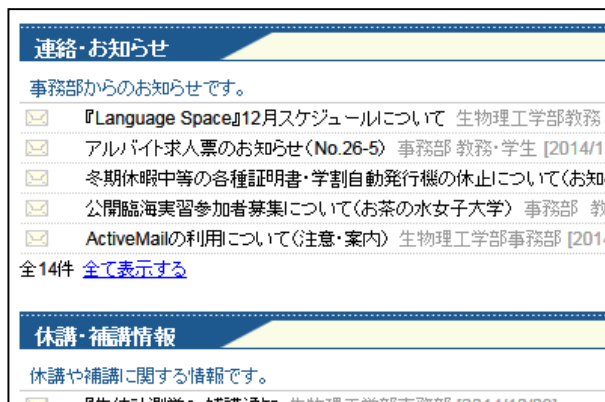 連絡・お知らせ
事務部からのお知らせです。
『Language Space』12月スケジュールについて 生物理工学部教務
アルバイト求人票のお知らせ(No.26-5) 事務部 教務・学生 [2014/1
冬期休暇中等の各種証明書・学割自動発行機の休止について(お知
公開臨海実習参加者募集について(お茶の水女子大学) 事務部 教
ActiveMailの利用について(注意・案内) 生物理工学部事務部 [201
全14件 全て表示する
休講・補講情報
休講や補講に関する情報です。